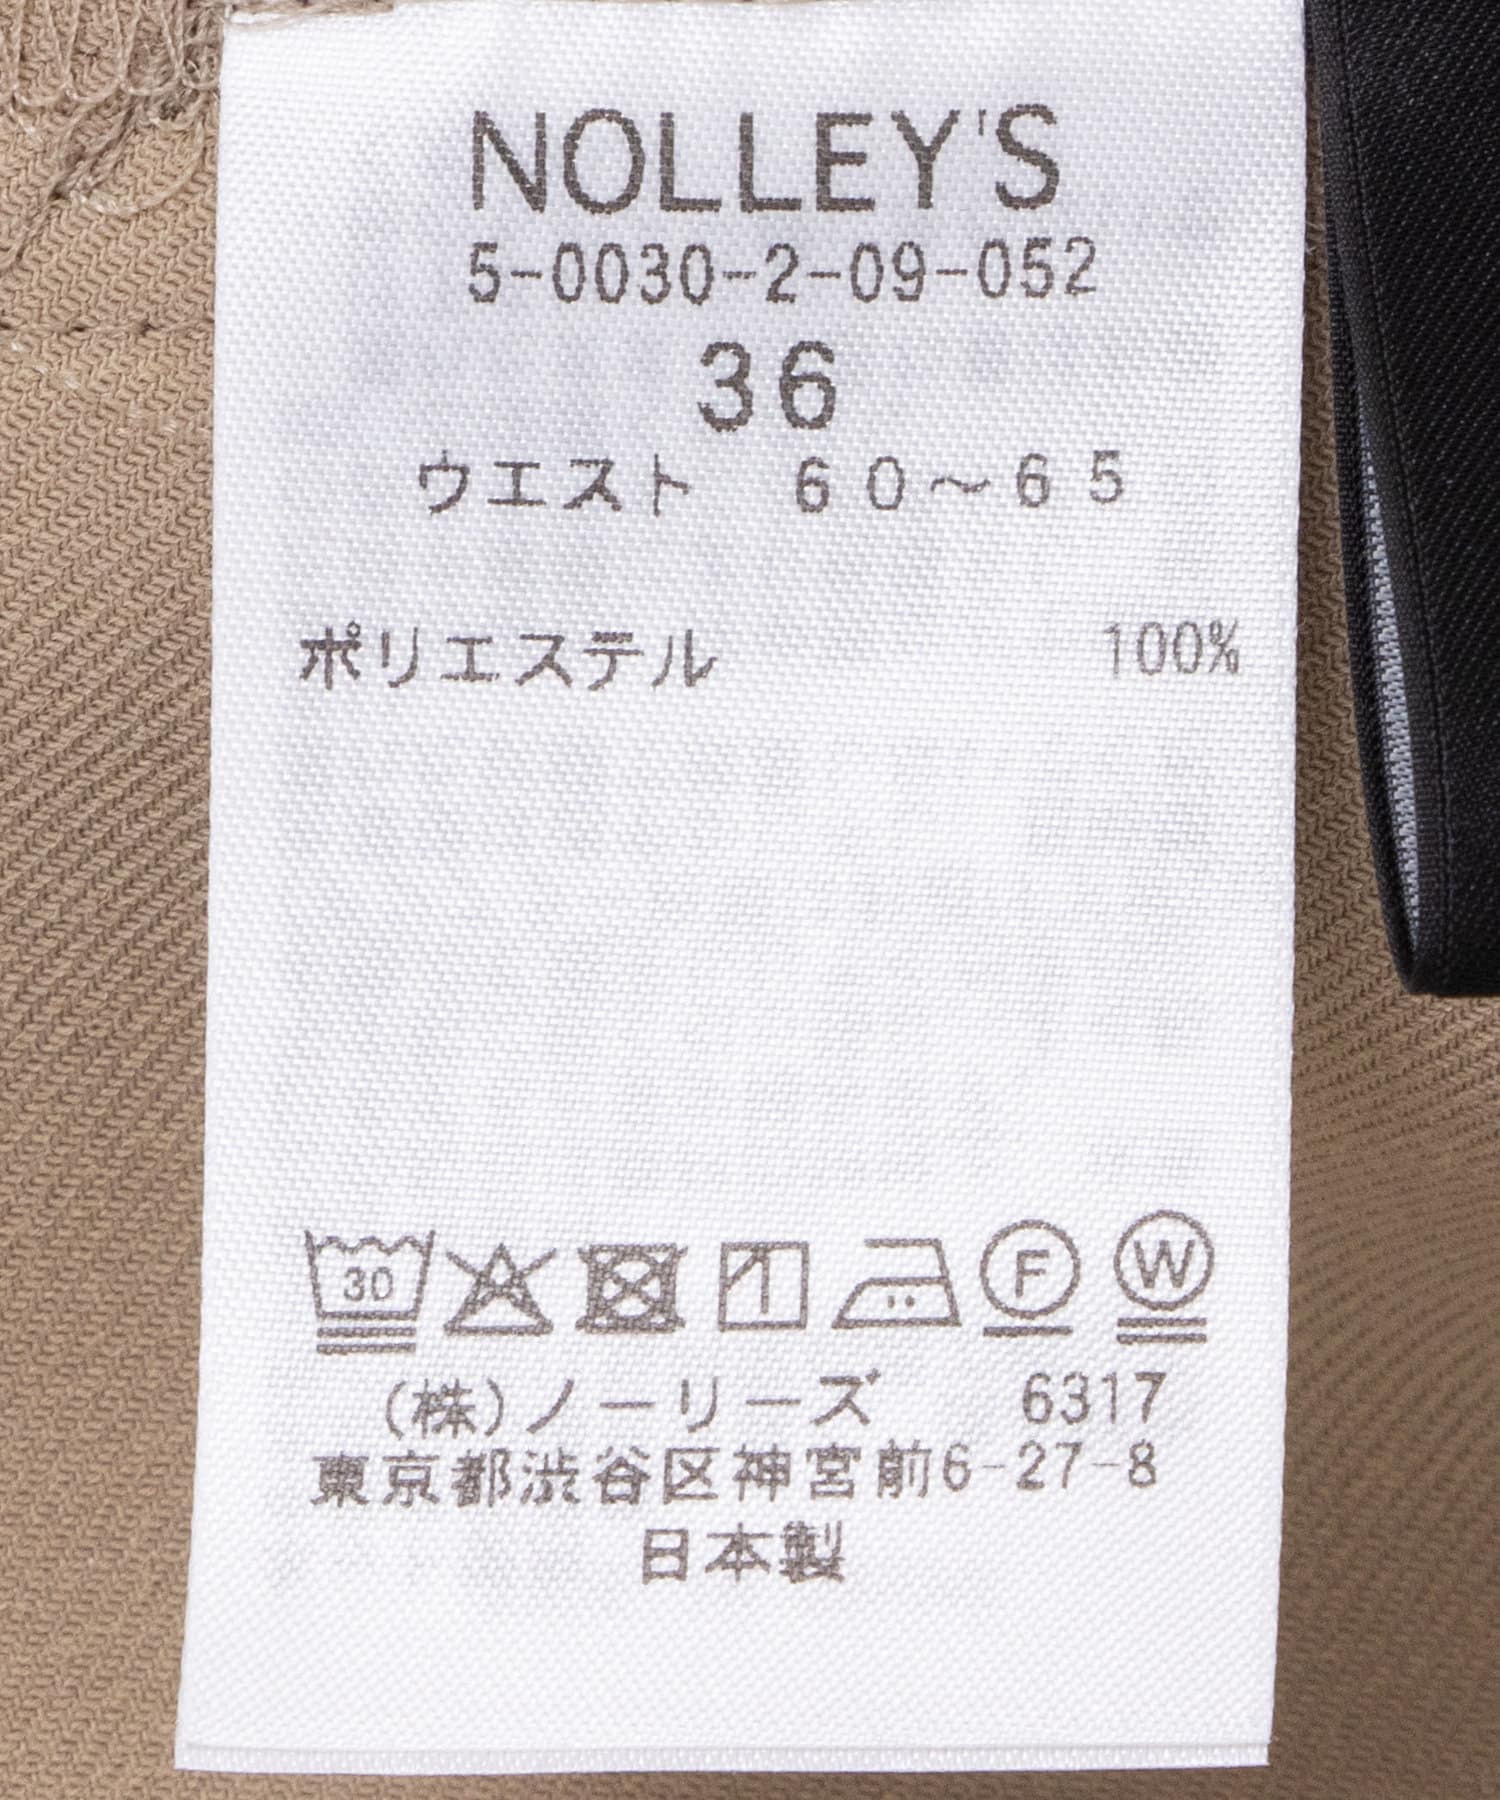 NOLLEY'S
5-0030-2-09-052
36
ウエスト 60～65
ポリエステル 100%
30 F W
(株)ノーリーズ 6317
東京都渋谷区神宮前6-27-8
日本製